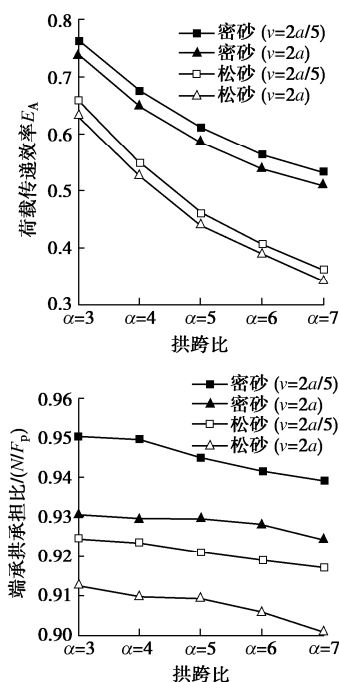 密砂 (v=2a/5)
密砂 (v=2a)
松砂 (v=2a/5)
松砂 (v=2a)
荷载传递效率E_A
0.8
0.7
0.6
0.5
0.4
0.3
α=3 α=4 α=5 α=6 α=7
拱跨比
密砂 (v=2a/5)
密砂 (v=2a)
松砂 (v=2a/5)
松砂 (v=2a)
端承拱承担比/(N/F_p)
0.96
0.95
0.94
0.93
0.92
0.91
0.90
α=3 α=4 α=5 α=6 α=7
拱跨比